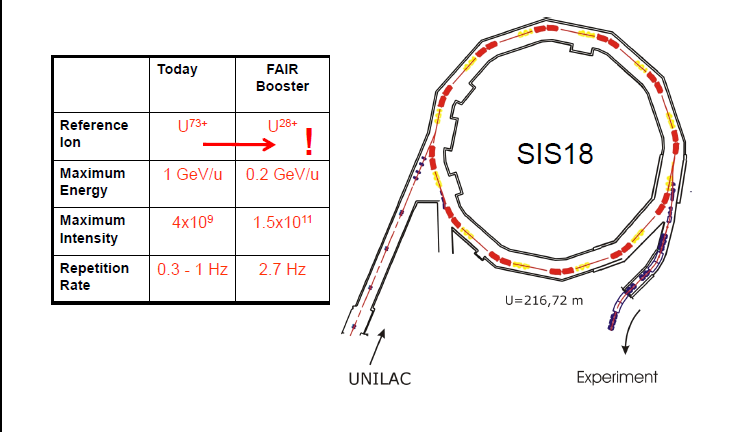 Today FAIR
Booster
Reference
Ion U⁷³⁺ U²⁸⁺ !
Maximum
Energy 1 GeV/u 0.2 GeV/u
Maximum
Intensity 4x10⁹ 1.5x10¹¹
Repetition
Rate 0.3 - 1 Hz 2.7 Hz
SIS18
U=216,72 m
UNILAC
Experiment